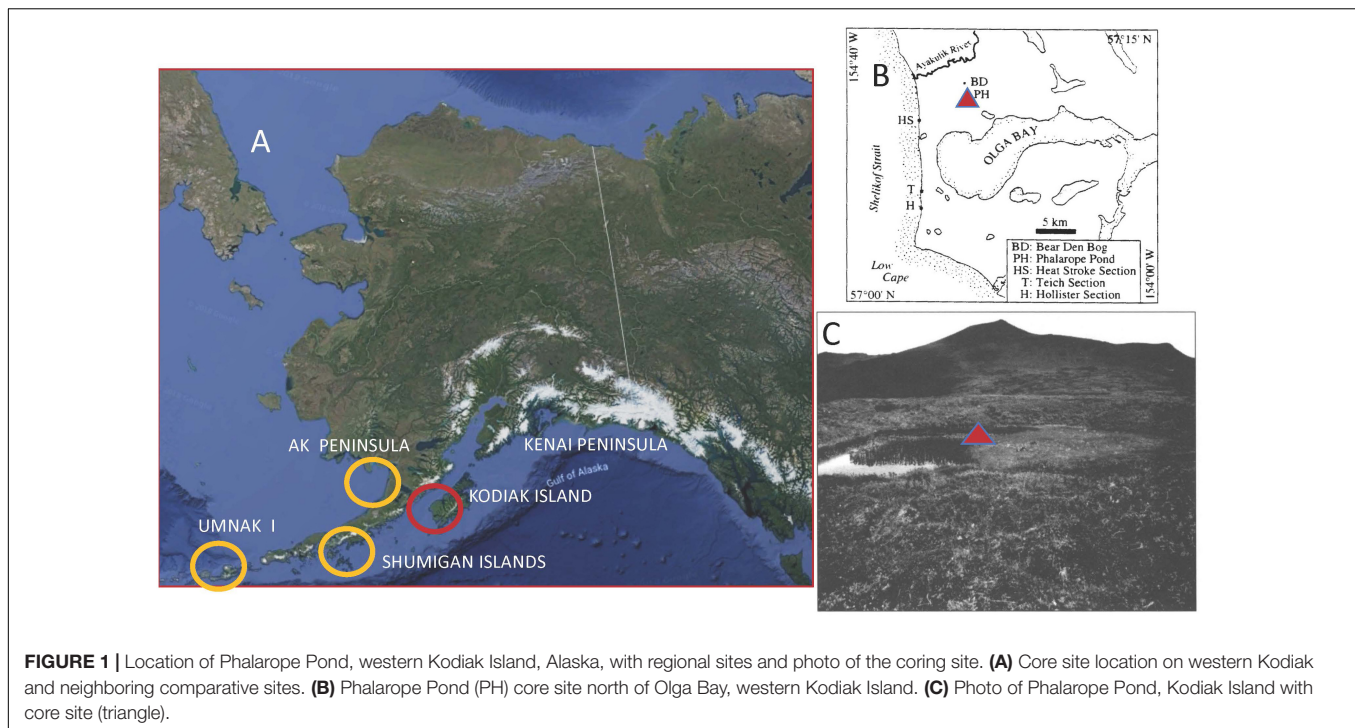 A
AK PENINSULA
KENAI PENINSULA
Gulf of Alaska
KODIAK ISLAND
UMNAK I
SHUMIGAN ISLANDS
B
154°40' W
57°15' N
Ayakulik River
BD
PH
HS
OLGA BAY
Shelikof Strait
T
H
5 km
Low
Cape
57°00' N
154°00' W
BD: Bear Den Bog
PH: Phalarope Pond
HS: Heat Stroke Section
T: Teich Section
H: Hollister Section
C
FIGURE 1 | Location of Phalarope Pond, western Kodiak Island, Alaska, with regional sites and photo of the coring site. (A) Core site location on western Kodiak
and neighboring comparative sites. (B) Phalarope Pond (PH) core site north of Olga Bay, western Kodiak Island. (C) Photo of Phalarope Pond, Kodiak Island with
core site (triangle).